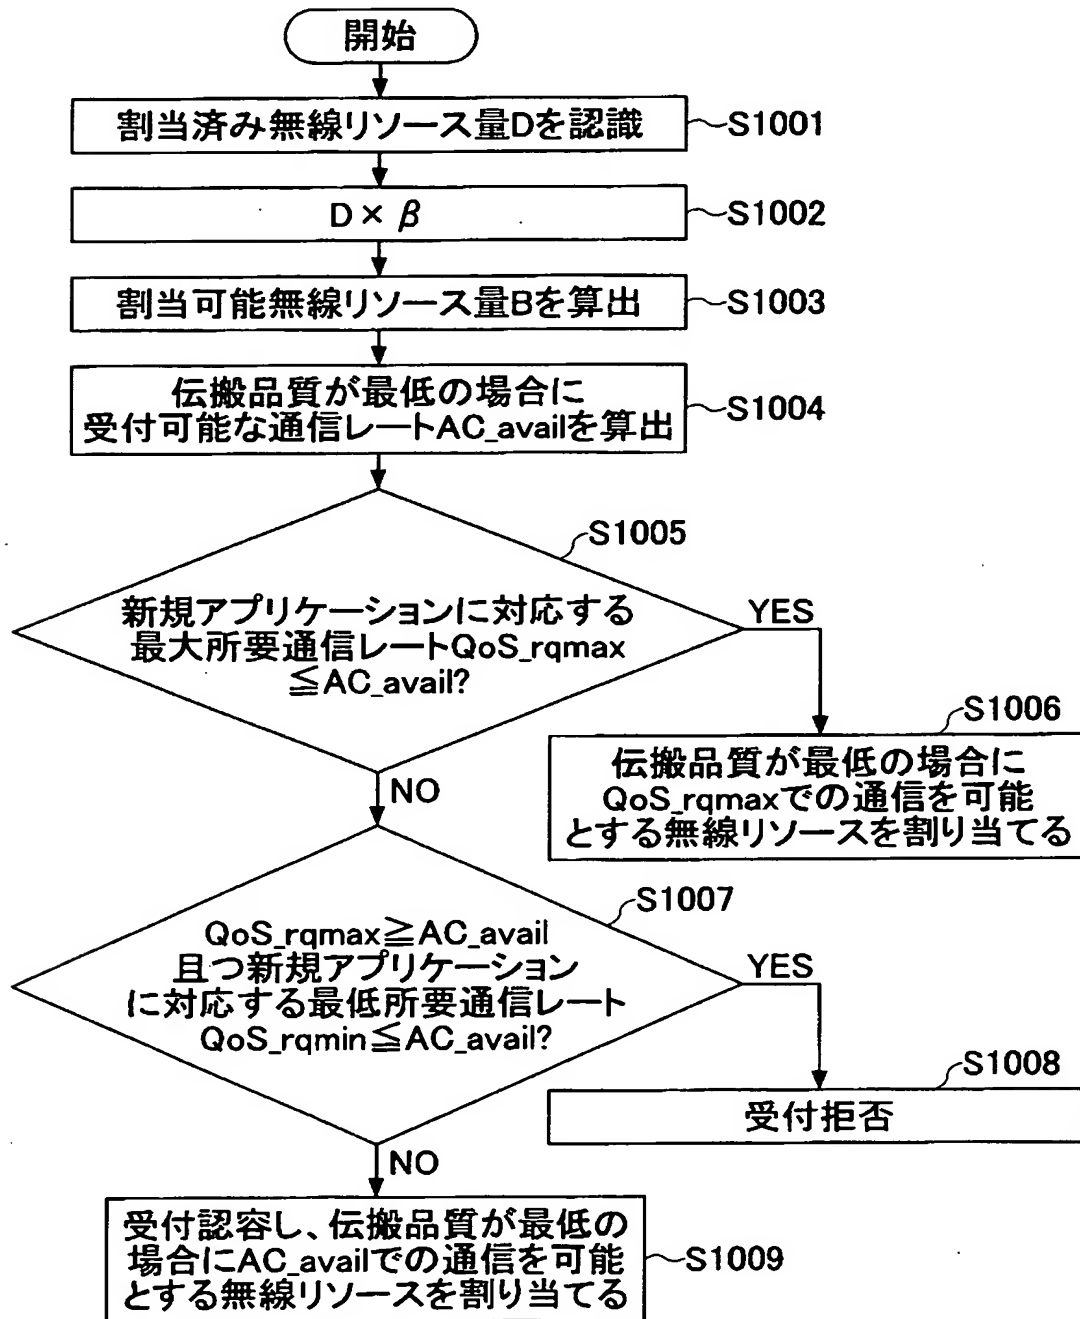 開始
割当済み無線リソース量Dを認識
S1001
D× β
S1002
割当可能無線リソース量Bを算出
S1003
伝搬品質が最低の場合に
受付可能な通信レートAC_availを算出
S1004
S1005
新規アプリケーションに対応する
最大所要通信レートQoS_rqmax
≦AC_avail?
YES
S1006
伝搬品質が最低の場合に
QoS_rqmaxでの通信を可能
とする無線リソースを割り当てる
NO
S1007
QoS_rqmax≧AC_avail
且つ新規アプリケーション
に対応する最低所要通信レート
QoS_rqmin≦AC_avail?
YES
S1008
受付拒否
NO
受付認容し、伝搬品質が最低の
場合にAC_availでの通信を可能
とする無線リソースを割り当てる
S1009